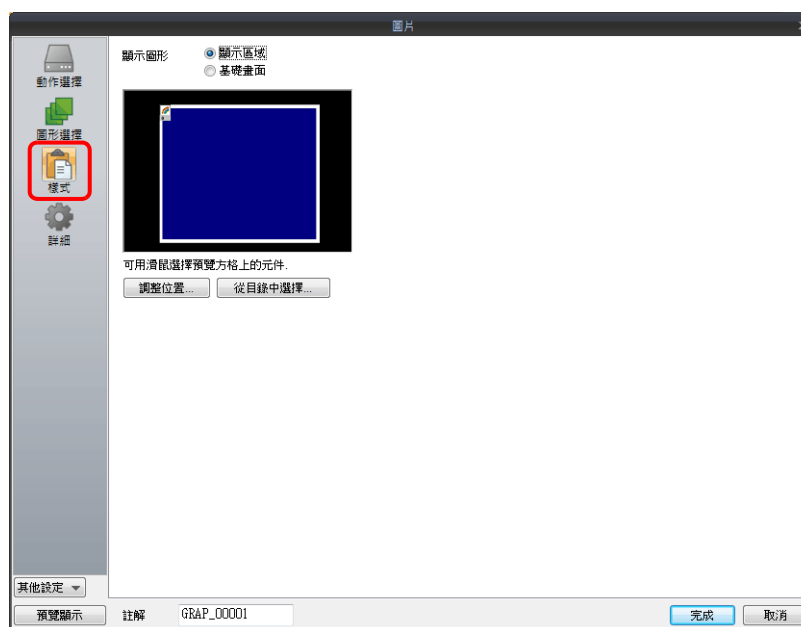 圖片
動作選擇
圖形選擇
樣式
詳細
顯示圖形
顯示區域
基礎畫面
可用滑鼠選擇預覽方格上的元件.
調整位置...
從目錄中選擇...
其他設定
預覽顯示
註解
GRAP_00001
完成
取消